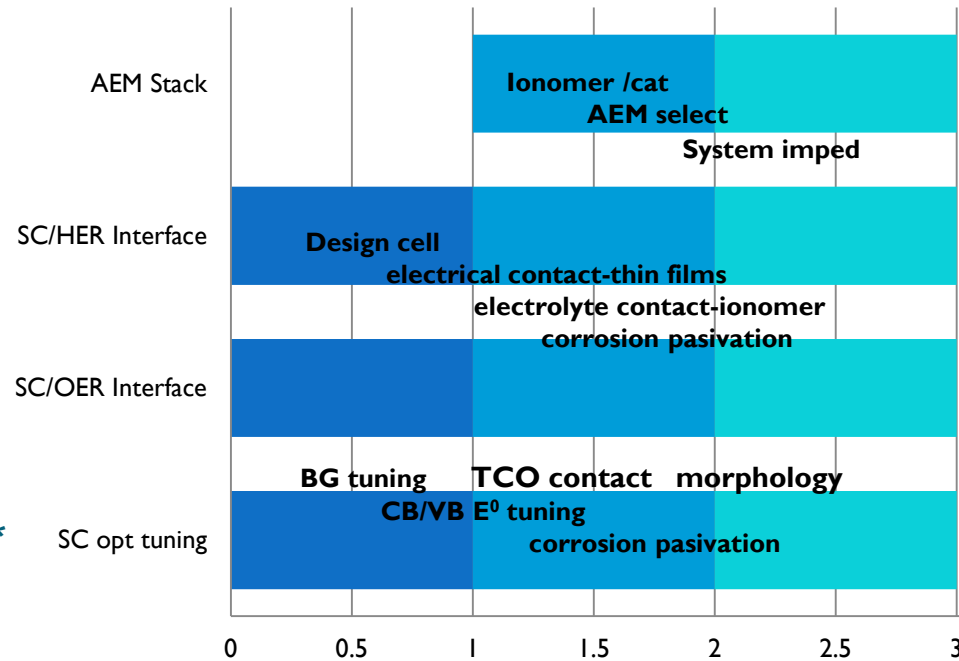 AEM Stack
Ionomer /cat
AEM select
System imped
SC/HER Interface
Design cell
electrical contact-thin films
electrolyte contact-ionomer
corrosion pasivation
SC/OER Interface
BG tuning TCO contact morphology
CB/VB E⁰ tuning
* SC opt tuning
corrosion pasivation
0 0.5 1 1.5 2 2.5 3